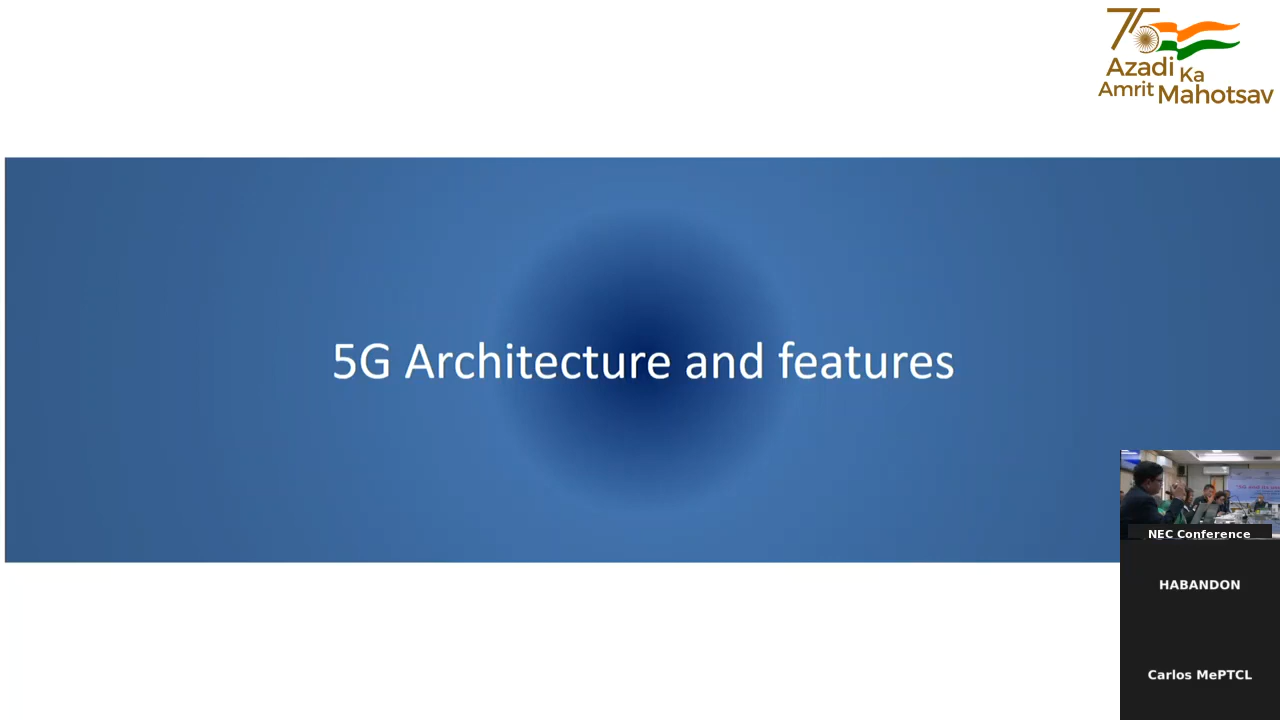 75
Azadi Ka
Amrit Mahotsav
5G Architecture and features
NEC Conference
HABANDON
Carlos MePTCL